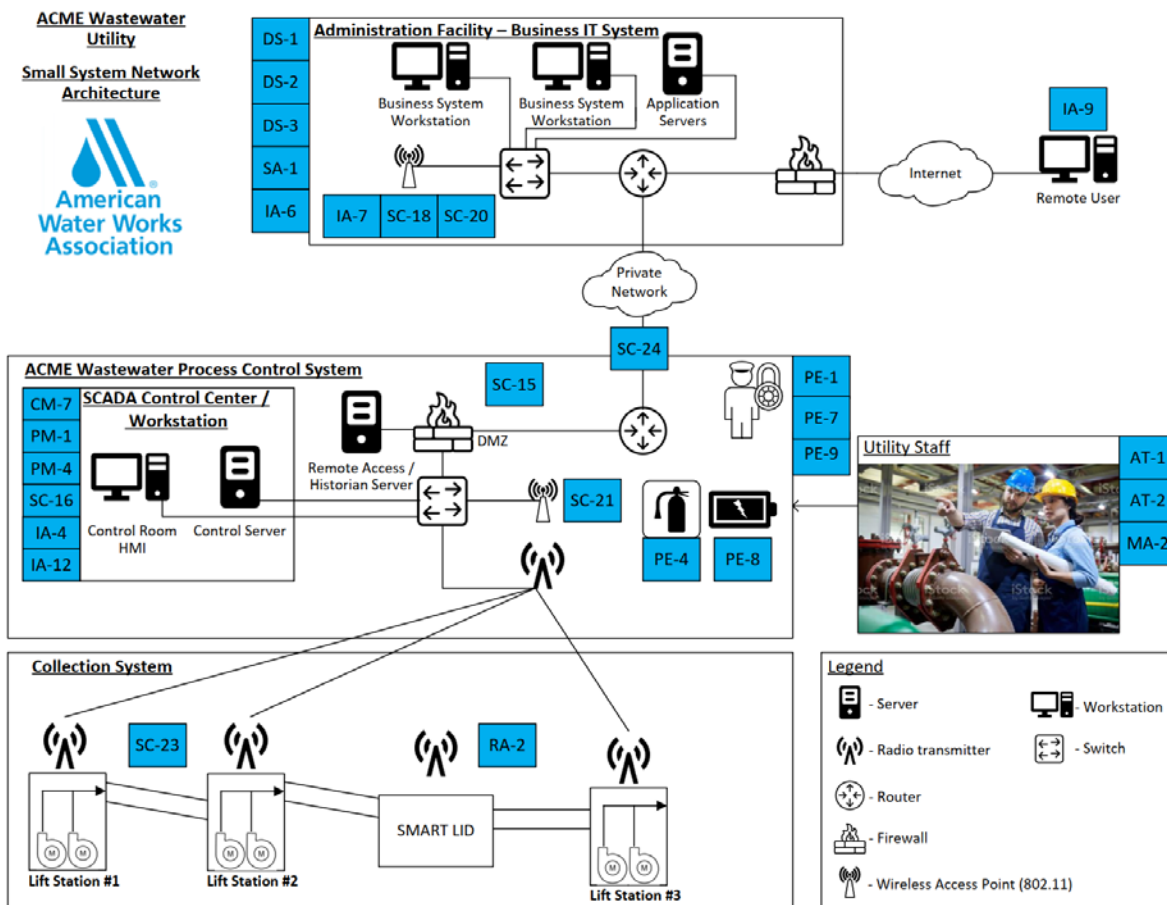 ACME Wastewater
Utility
Small System Network
Architecture
American
Water Works
Association
®
DS-1
DS-2
DS-3
SA-1
IA-6
Administration Facility – Business IT System
Business System
Workstation
Business System
Workstation
Application
Servers
IA-7
SC-18
SC-20
Internet
IA-9
Remote User
Private
Network
SC-24
ACME Wastewater Process Control System
CM-7
PM-1
PM-4
SC-16
IA-4
IA-12
SCADA Control Center /
Workstation
Control Room
HMI
Control Server
Remote Access /
Historian Server
SC-15
DMZ
SC-21
PE-4
PE-8
PE-1
PE-7
PE-9
Utility Staff
iStock
iStock
iStock
AT-1
AT-2
MA-2
Collection System
SC-23
RA-2
M
M
M
M
M
M
SMART LID
Lift Station #1
Lift Station #2
Lift Station #3
Legend
- Server
- Workstation
- Radio transmitter
- Switch
- Router
- Firewall
- Wireless Access Point (802.11)